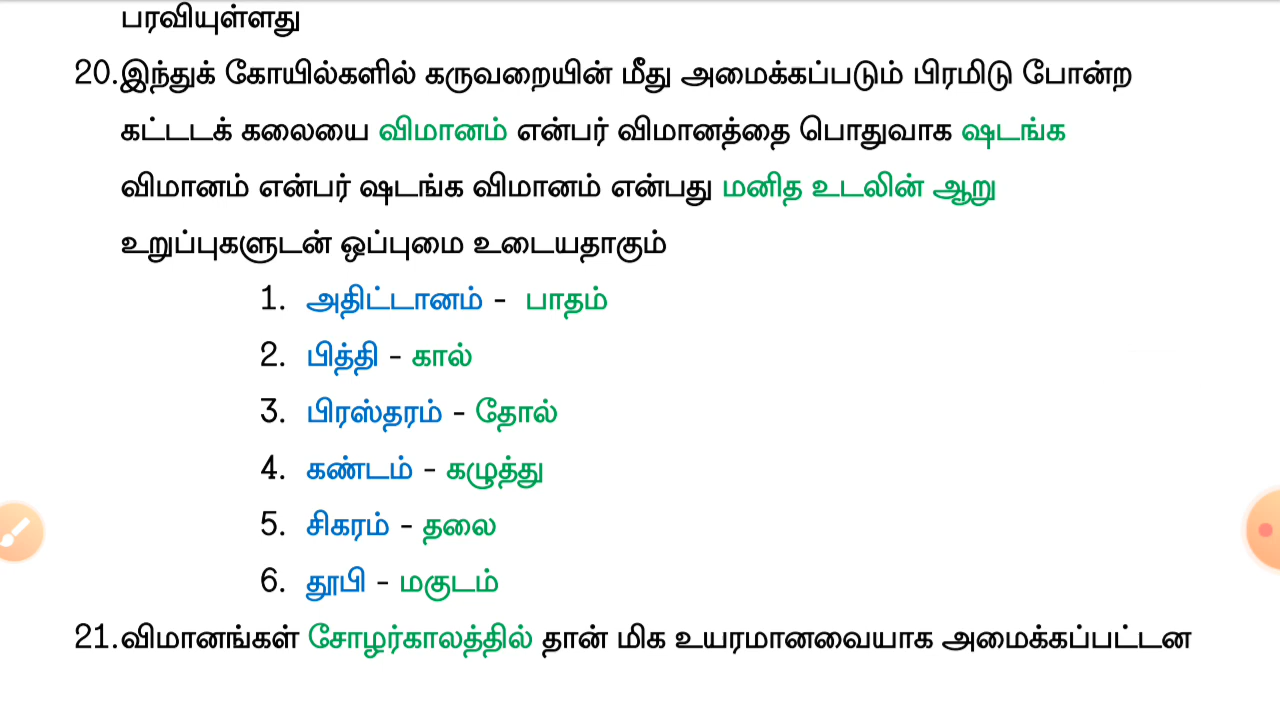 பரவியுள்ளது
20.இந்துக் கோயில்களில் கருவறையின் மீது அமைக்கப்படும் பிரமிடு போன்ற
கட்டடக் கலையை விமானம் என்பர் விமானத்தை பொதுவாக ஷடங்க
விமானம் என்பர் ஷடங்க விமானம் என்பது மனித உடலின் ஆறு
உறுப்புகளுடன் ஒப்புமை உடையதாகும்
1. அதிட்டானம் - பாதம்
2. பித்தி - கால்
3. பிரஸ்தரம் - தோல்
4. கண்டம் - கழுத்து
5. சிகரம் - தலை
6. தூபி - மகுடம்
21.விமானங்கள் சோழர்காலத்தில் தான் மிக உயரமானவையாக அமைக்கப்பட்டன